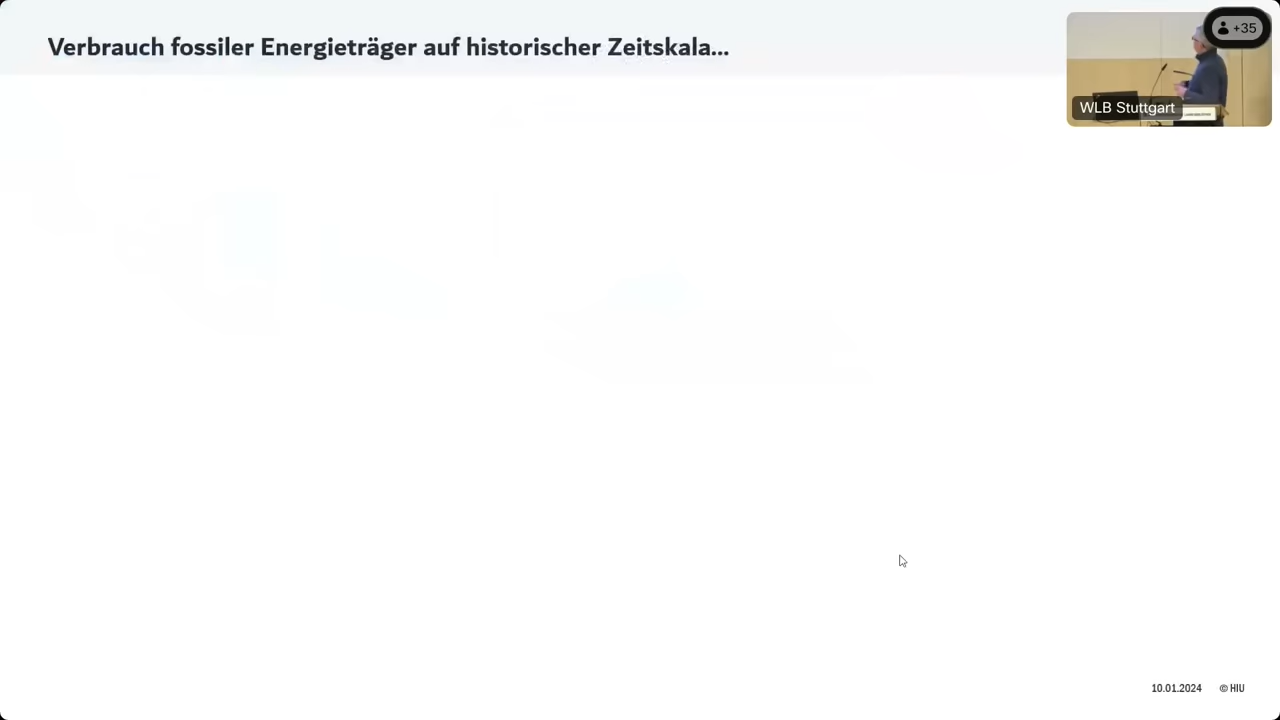 Verbrauch fossiler Energieträger auf historischer Zeitskala...
+35
WLB Stuttgart
10.01.2024 © HIU